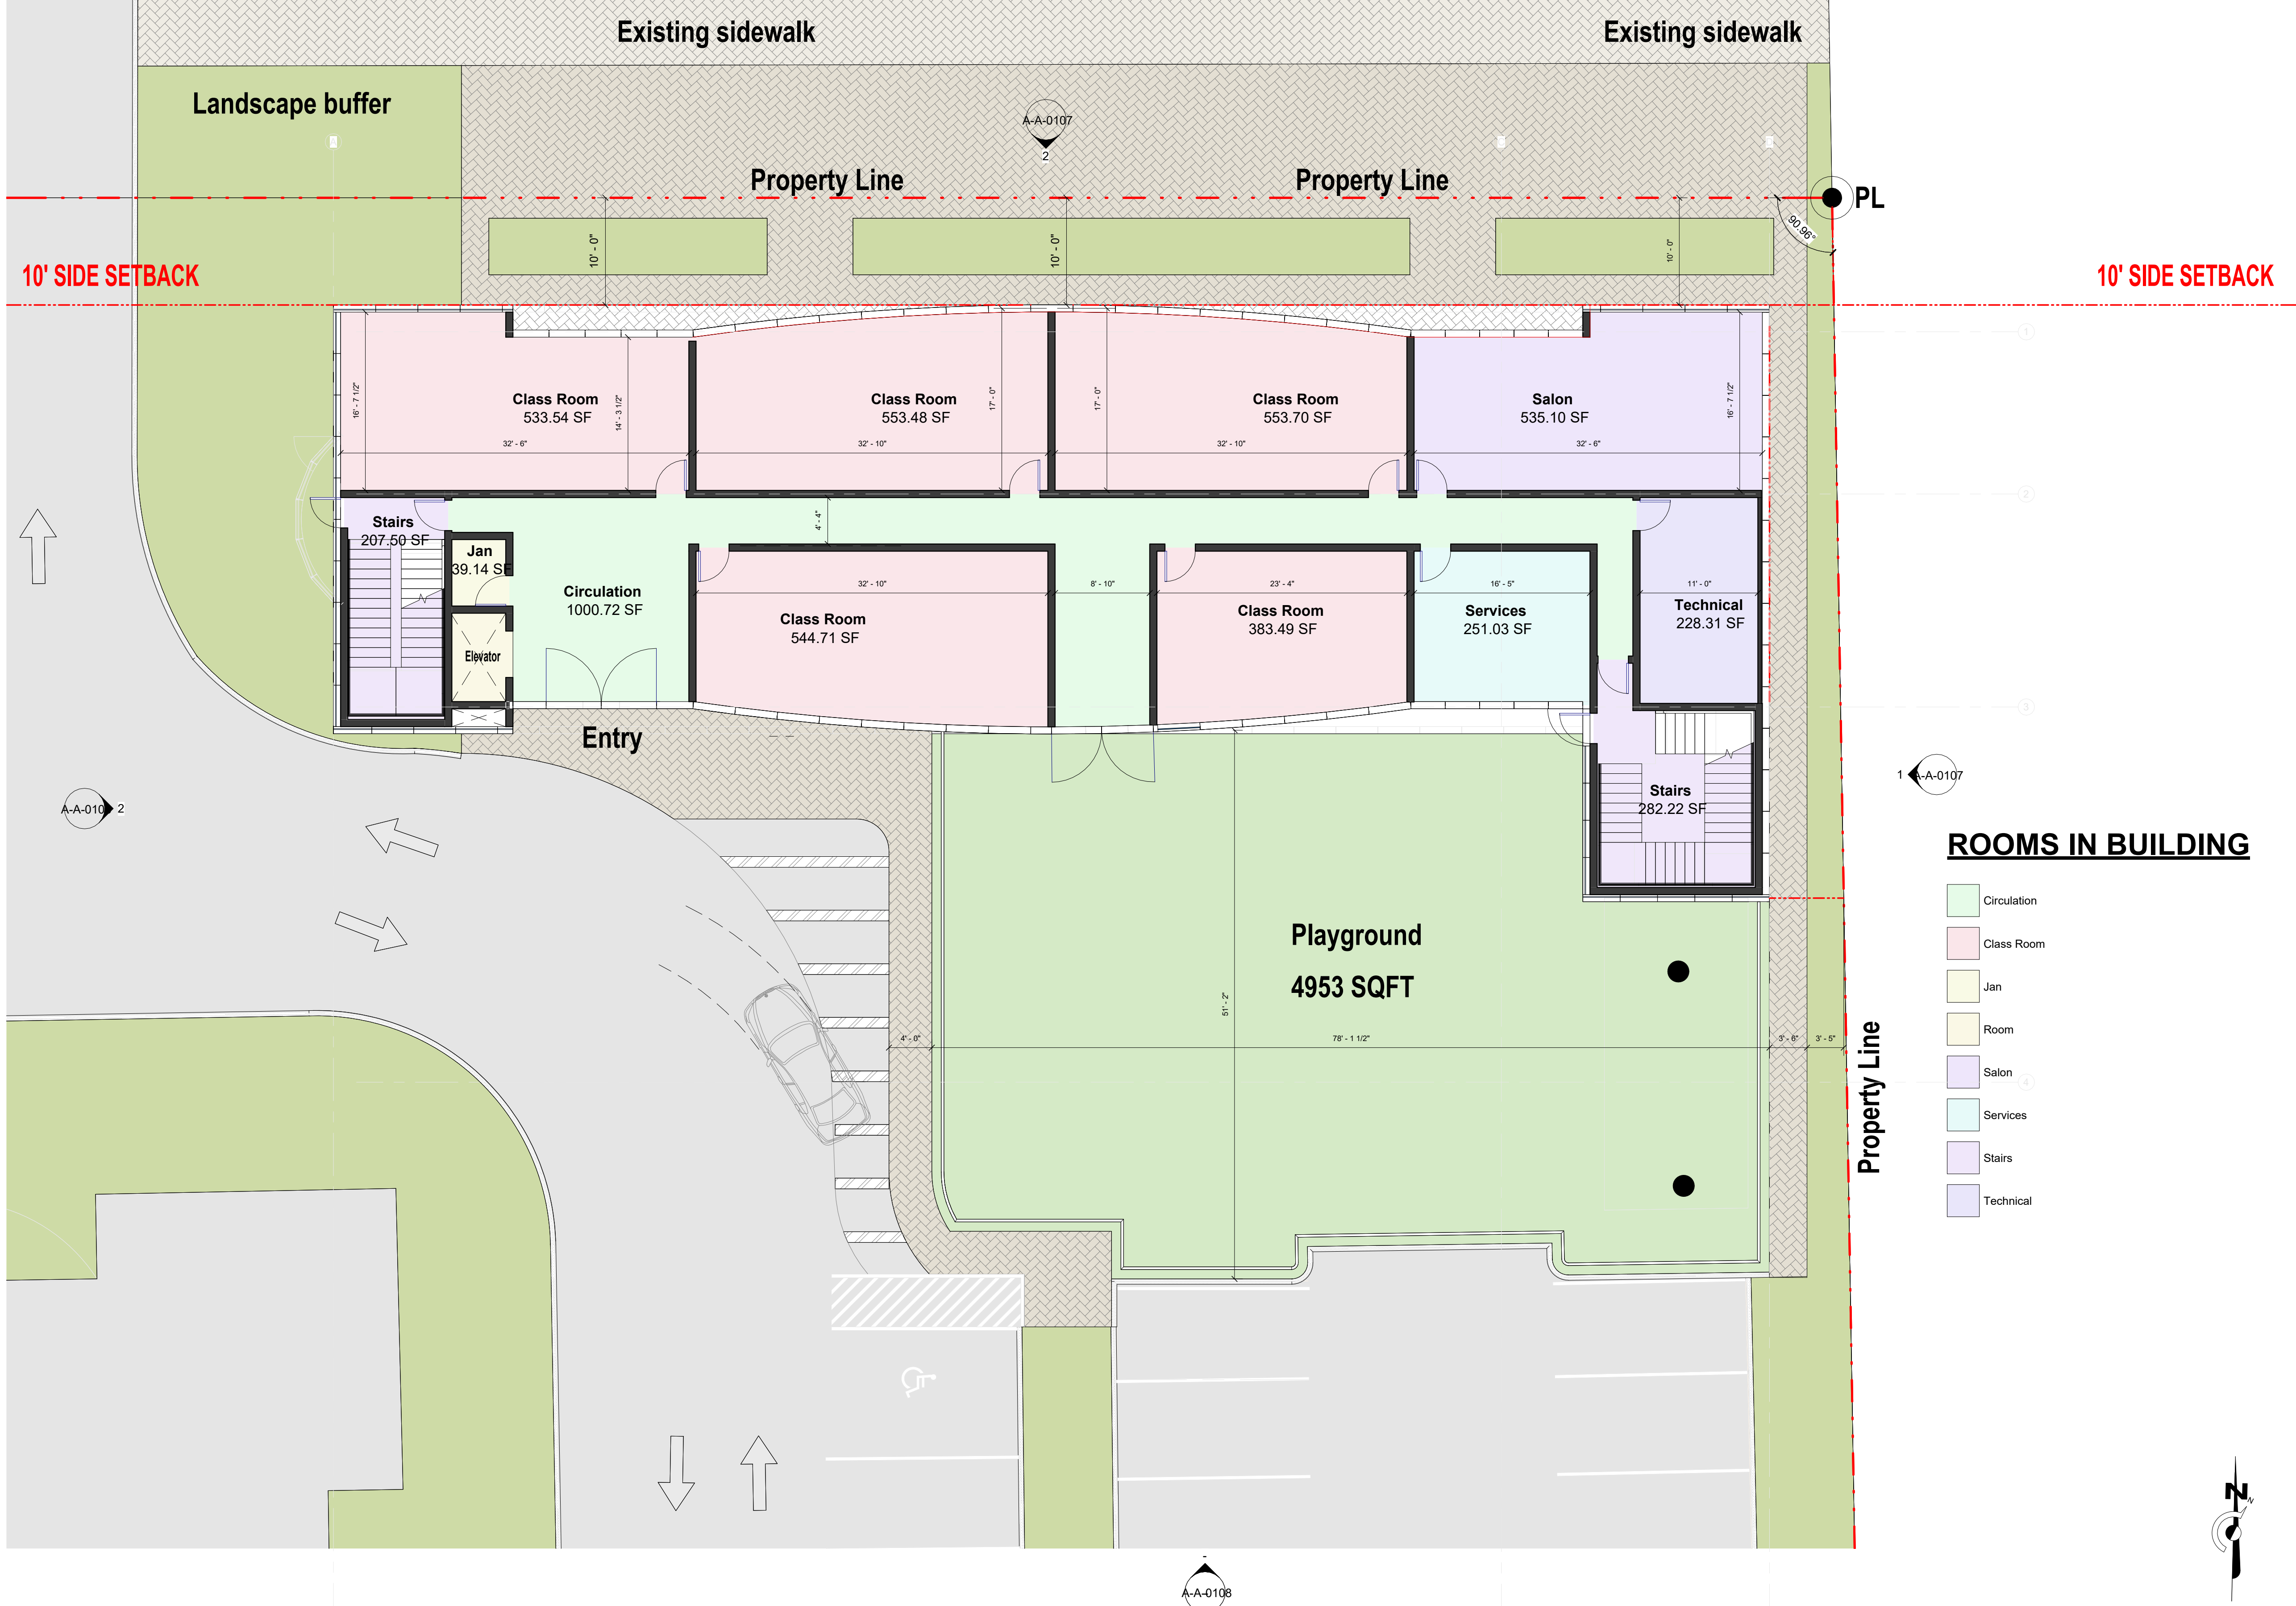 Existing sidewalk
Existing sidewalk
Landscape buffer
A-A-0107
2
Property Line
Property Line
PL
90.96°
10' - 0"
10' - 0"
10' - 0"
10' SIDE SETBACK
10' SIDE SETBACK
1
Class Room
533.54 SF
16' - 7 1/2"
14' - 3 1/2"
32' - 6"
Class Room
553.48 SF
17' - 0"
32' - 10"
Class Room
553.70 SF
17' - 0"
32' - 10"
Salon
535.10 SF
16' - 7 1/2"
32' - 6"
2
Stairs
207.50 SF
Jan
39.14 SF
4' - 4"
Circulation
1000.72 SF
Elevator
32' - 10"
Class Room
544.71 SF
8' - 10"
23' - 4"
Class Room
383.49 SF
16' - 5"
Services
251.03 SF
11' - 0"
Technical
228.31 SF
3
Entry
Stairs
282.22 SF
1
A-A-0107
A-A-010
2
ROOMS IN BUILDING
Circulation
Class Room
Jan
Room
Salon
Services
Stairs
Technical
4
Playground
4953 SQFT
51' - 2"
4' - 0"
78' - 1 1/2"
3' - 6"
3' - 5"
Property Line
N
N
-
A-A-0108